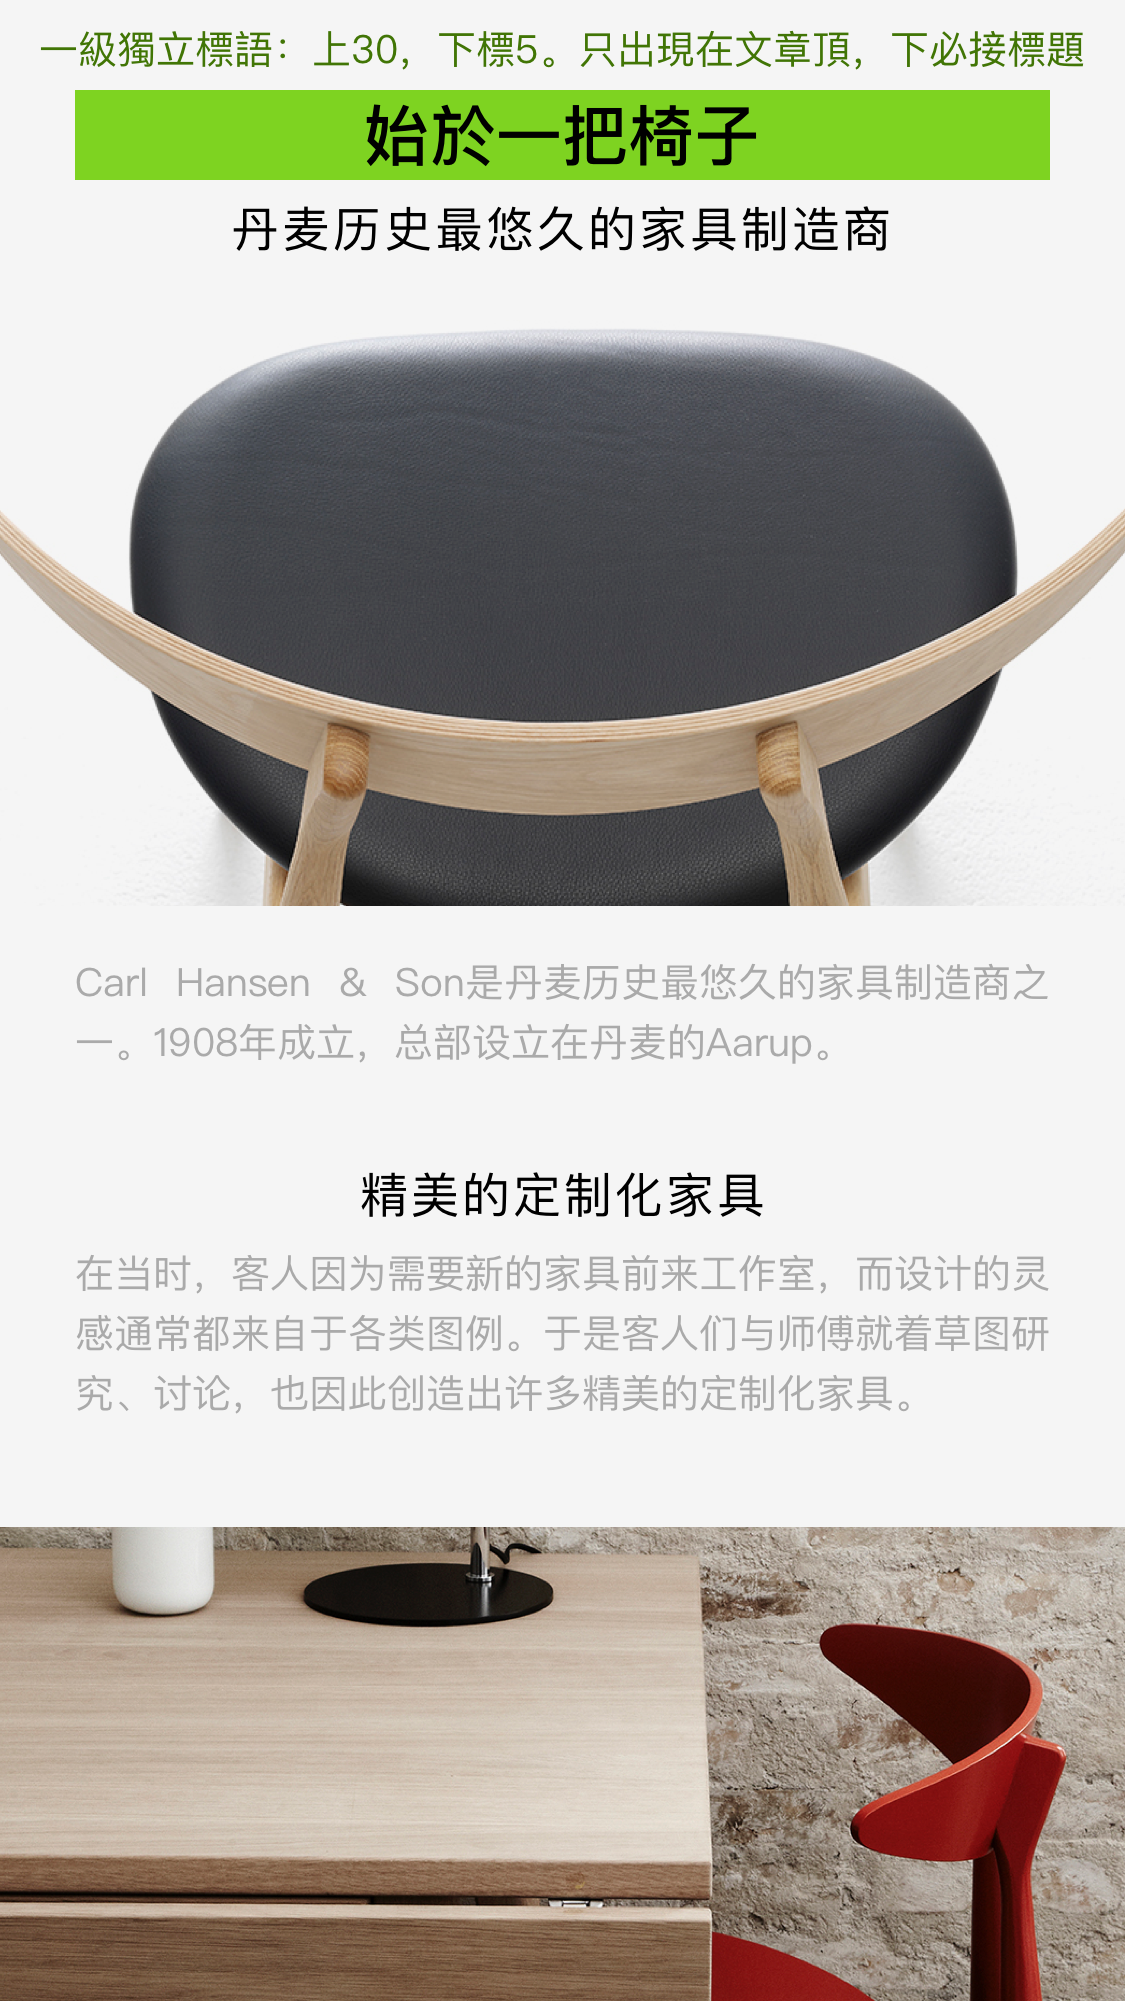 一級獨立標語：上30，下標5。只出現在文章頂，下必接標題
始於一把椅子
丹麦历史最悠久的家具制造商
Carl Hansen & Son是丹麦历史最悠久的家具制造商之
一。1908年成立，总部设立在丹麦的Aarup。
精美的定制化家具
在当时，客人因为需要新的家具前来工作室，而设计的灵
感通常都来自于各类图例。于是客人们与师傅就着草图研
究、讨论，也因此创造出许多精美的定制化家具。